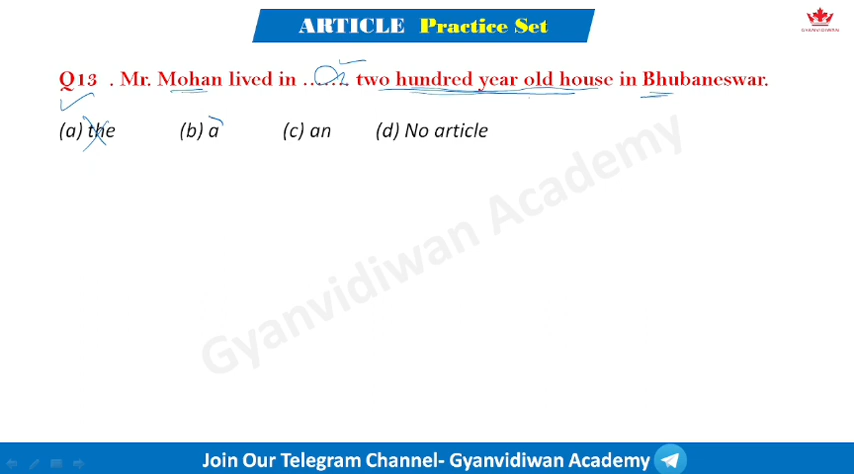 ARTICLE Practice Set
GYANVIDIWAN
Q13 . Mr. Mohan lived in ...a... two hundred year old house in Bhubaneswar.
(a) the (b) a (c) an (d) No article
Gyanvidiwan Academy
Join Our Telegram Channel- Gyanvidiwan Academy